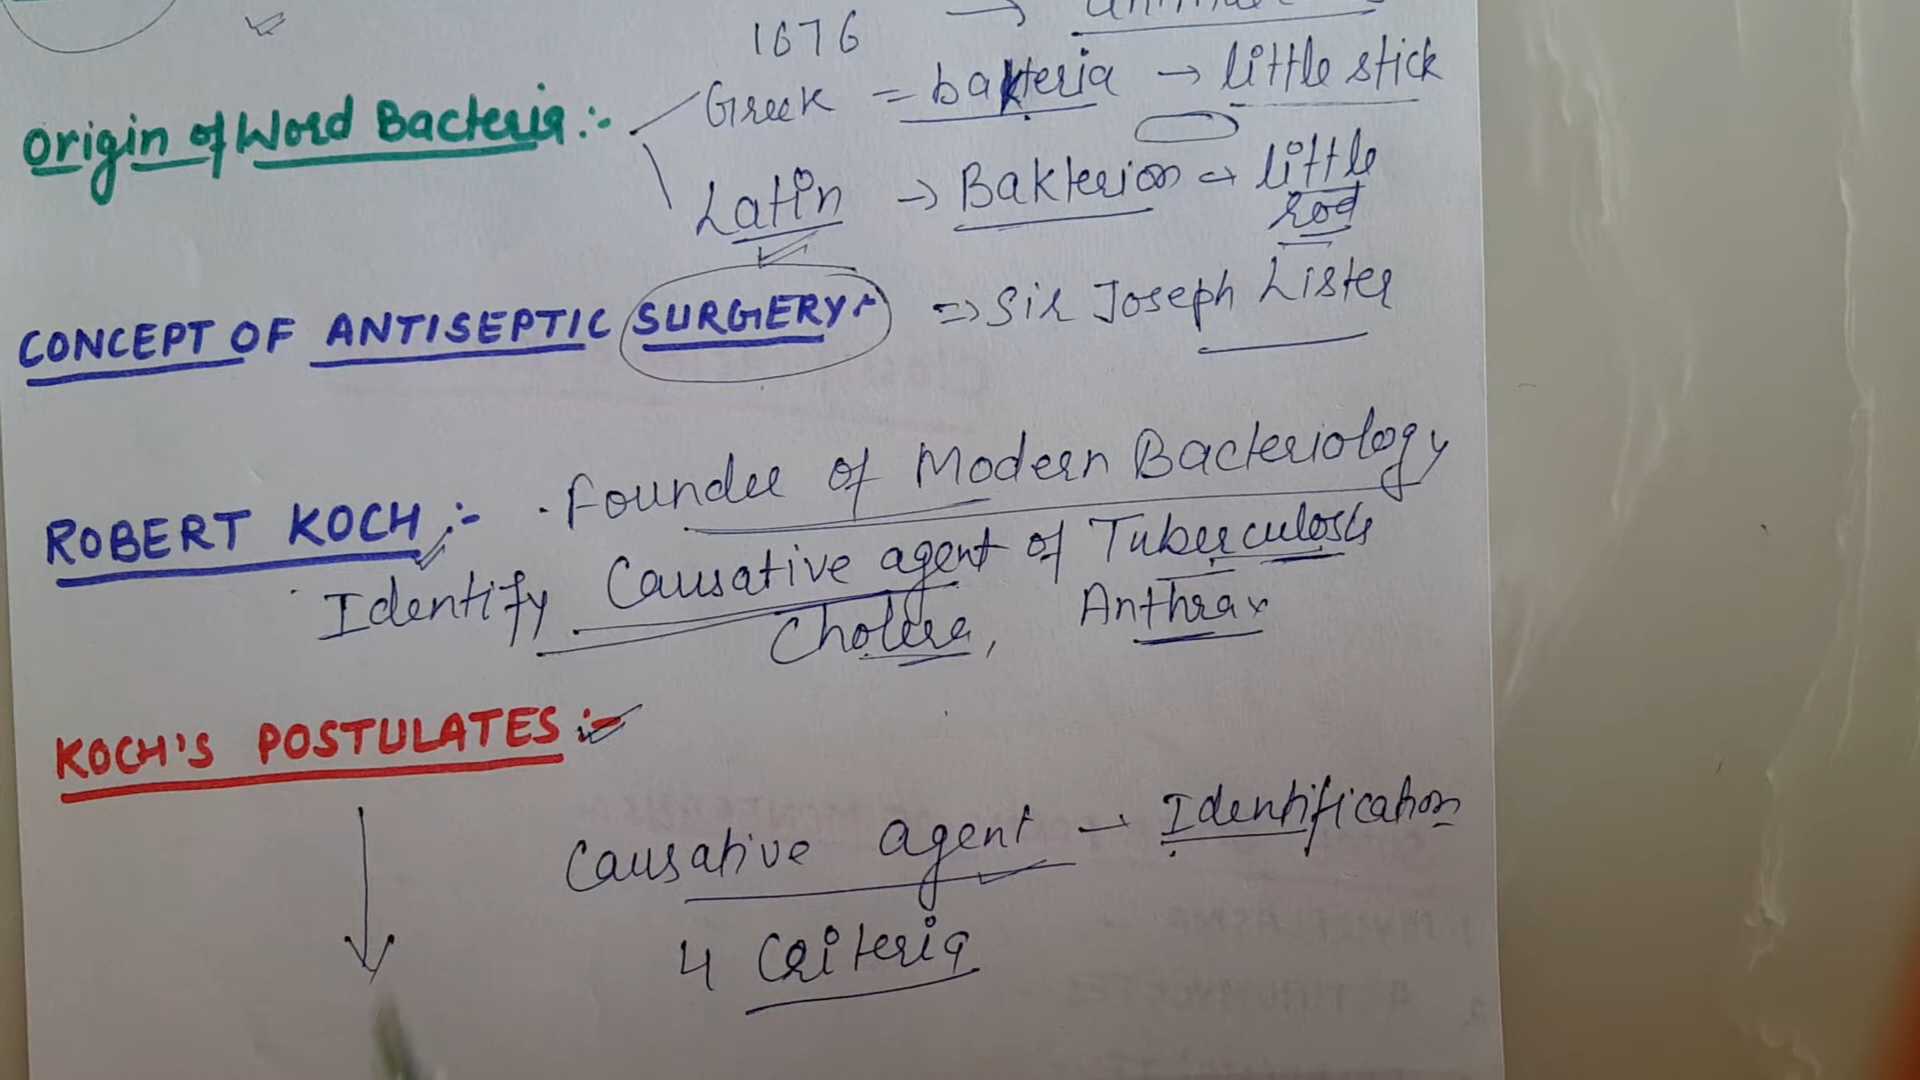 1676 →
Origin of Word Bacteria :- Greek = bakteria → little stick
Latin → Bakterion → little
rod
CONCEPT OF ANTISEPTIC SURGERY :- ⇒ Sir Joseph Lister
ROBERT KOCH :- • Founder of Modern Bacteriology
• Identify Causative agent of Tuberculosis
Cholera, Anthrax
KOCH'S POSTULATES :-
Causative agent → Identification
4 Criteria